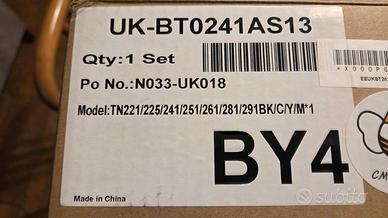 UK-BT0241AS13
Qty:1 Set
Po No.:N033-UK018
Model:TN221/225/241/251/261/281/291BK/C/Y/M*1
BY4
Made in China
subito